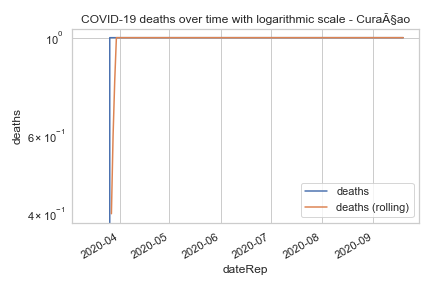 COVID-19 deaths over time with logarithmic scale - CuraÃ§ao
10⁰
6 × 10⁻¹
4 × 10⁻¹
deaths
deaths
deaths (rolling)
2020-04
2020-05
2020-06
2020-07
2020-08
2020-09
dateRep